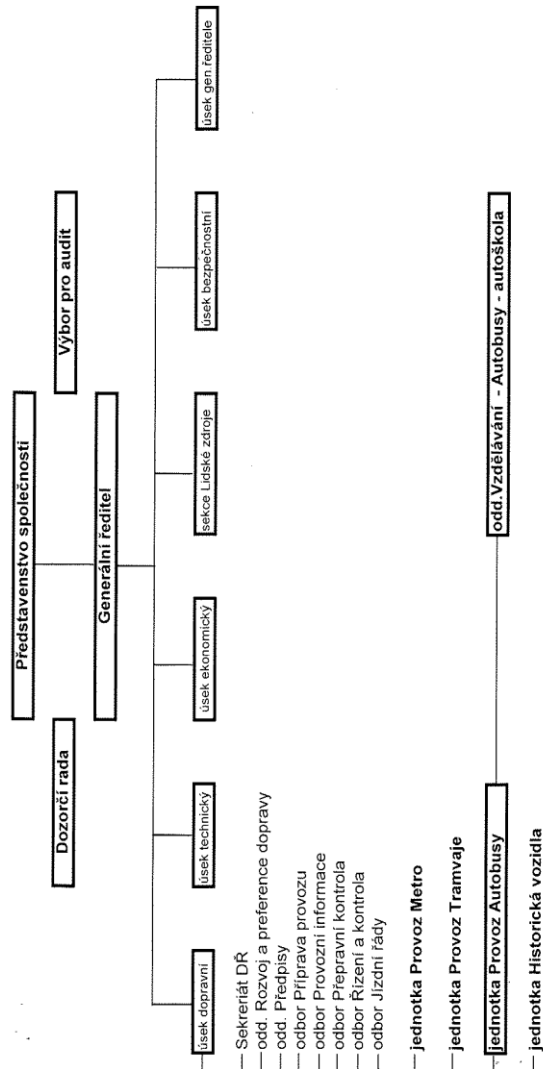 Představenstvo společnosti
Dozorčí rada
Výbor pro audit
Generální ředitel
úsek dopravní
úsek technický
úsek ekonomický
sekce Lidské zdroje
úsek bezpečnostní
úsek gen ředitele
Sekreriát DŘ
odd. Rozvoj a preference dopravy
odd. Předpisy
odbor Příprava provozu
odbor Provozní informace
odbor Přepravní kontrola
odbor Řízení a kontrola
odbor Jízdní řády
jednotka Provoz Metro
jednotka Provoz Tramvaje
jednotka Provoz Autobusy
odd.Vzdělávání - Autobusy - autoškola
jednotka Historická vozidla